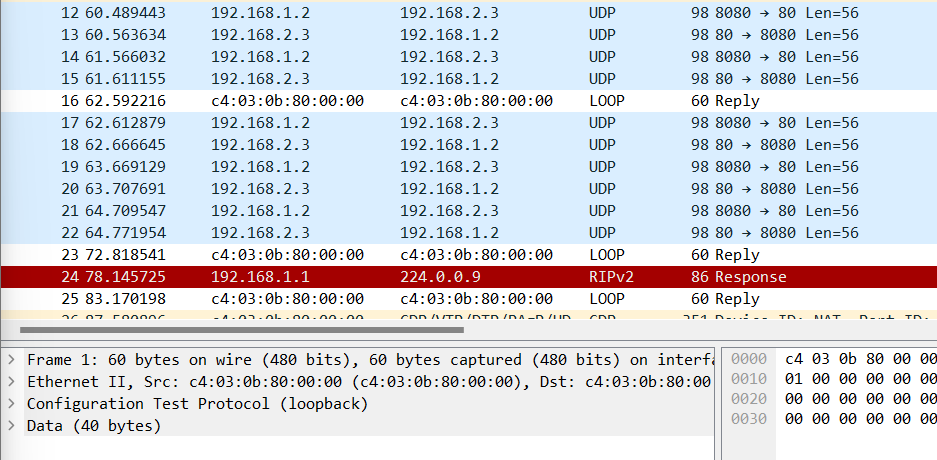 12 60.489443 192.168.1.2 192.168.2.3 UDP 98 8080 → 80 Len=56
13 60.563634 192.168.2.3 192.168.1.2 UDP 98 80 → 8080 Len=56
14 61.566032 192.168.1.2 192.168.2.3 UDP 98 8080 → 80 Len=56
15 61.611155 192.168.2.3 192.168.1.2 UDP 98 80 → 8080 Len=56
16 62.592216 c4:03:0b:80:00:00 c4:03:0b:80:00:00 LOOP 60 Reply
17 62.612879 192.168.1.2 192.168.2.3 UDP 98 8080 → 80 Len=56
18 62.666645 192.168.2.3 192.168.1.2 UDP 98 80 → 8080 Len=56
19 63.669129 192.168.1.2 192.168.2.3 UDP 98 8080 → 80 Len=56
20 63.707691 192.168.2.3 192.168.1.2 UDP 98 80 → 8080 Len=56
21 64.709547 192.168.1.2 192.168.2.3 UDP 98 8080 → 80 Len=56
22 64.771954 192.168.2.3 192.168.1.2 UDP 98 80 → 8080 Len=56
23 72.818541 c4:03:0b:80:00:00 c4:03:0b:80:00:00 LOOP 60 Reply
24 78.145725 192.168.1.1 224.0.0.9 RIPv2 86 Response
25 83.170198 c4:03:0b:80:00:00 c4:03:0b:80:00:00 LOOP 60 Reply
Frame 1: 60 bytes on wire (480 bits), 60 bytes captured (480 bits) on interfa
Ethernet II, Src: c4:03:0b:80:00:00 (c4:03:0b:80:00:00), Dst: c4:03:0b:80:00
Configuration Test Protocol (loopback)
Data (40 bytes)
0000 c4 03 0b 80 00 00
0010 01 00 00 00 00 00
0020 00 00 00 00 00 00
0030 00 00 00 00 00 00